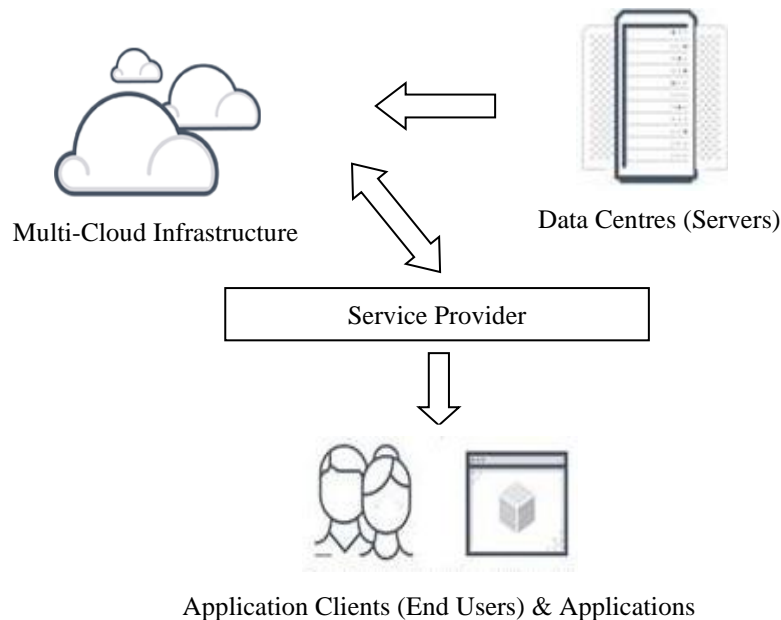 Multi-Cloud Infrastructure
Data Centres (Servers)
Service Provider
Application Clients (End Users) & Applications